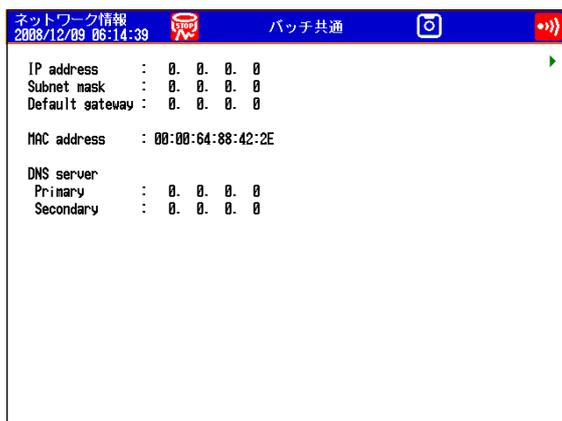 ネットワーク情報
2008/12/09 06:14:39
STOP
バッチ共通
IP address : 0. 0. 0. 0
Subnet mask : 0. 0. 0. 0
Default gateway : 0. 0. 0. 0
MAC address : 00:00:64:88:42:2E
DNS server
Primary : 0. 0. 0. 0
Secondary : 0. 0. 0. 0